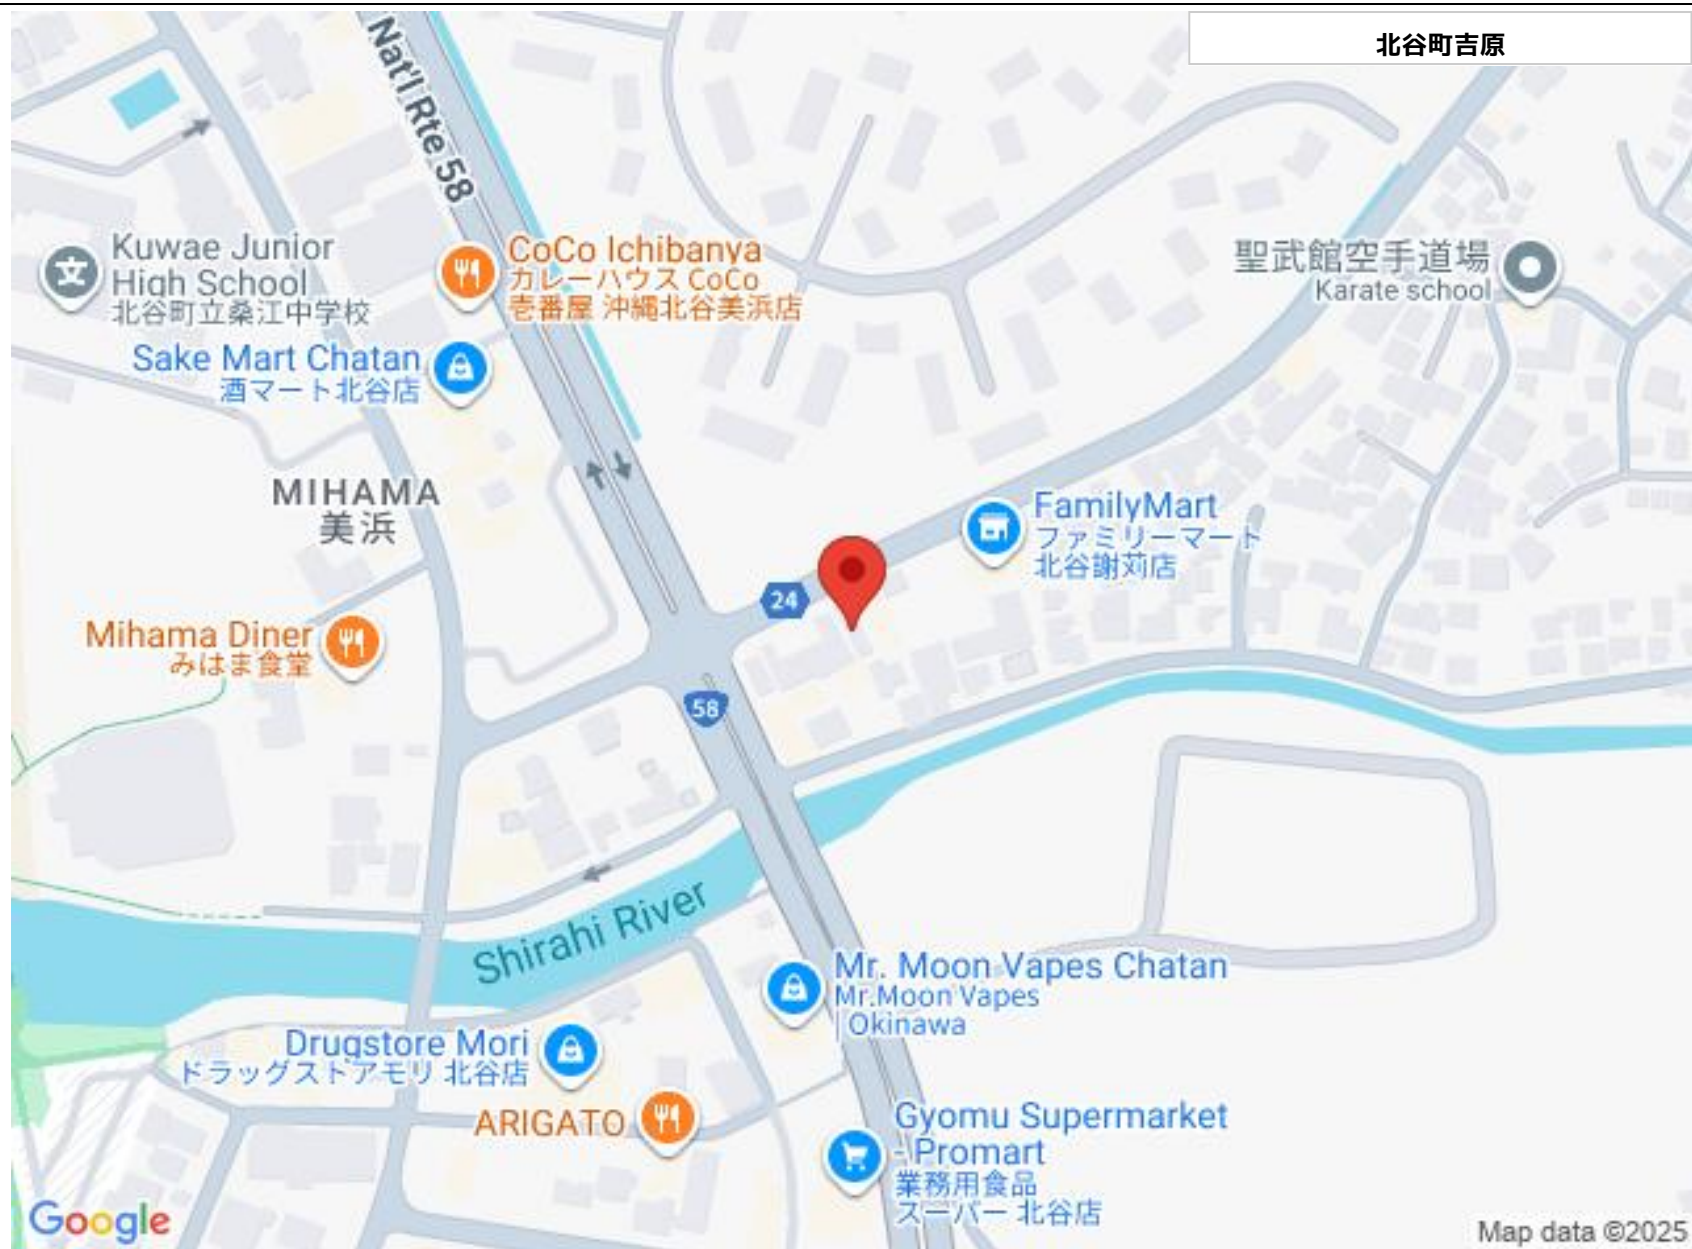 北谷町吉原
Nat'l Rte 58
Kuwae Junior
High School
北谷町立桑江中学校
CoCo Ichibanya
カレーハウス CoCo
壱番屋 沖縄北谷美浜店
聖武館空手道場
Karate school
Sake Mart Chatan
酒マート北谷店
MIHAMA
美浜
FamilyMart
ファミリーマート
北谷謝苅店
24
Mihama Diner
みはま食堂
58
Shirahi River
Mr. Moon Vapes Chatan
Mr.Moon Vapes
| Okinawa
Drugstore Mori
ドラッグストアモリ 北谷店
ARIGATO
Gyomu Supermarket
- Promart
業務用食品
スーパー 北谷店
Google
Map data ©2025